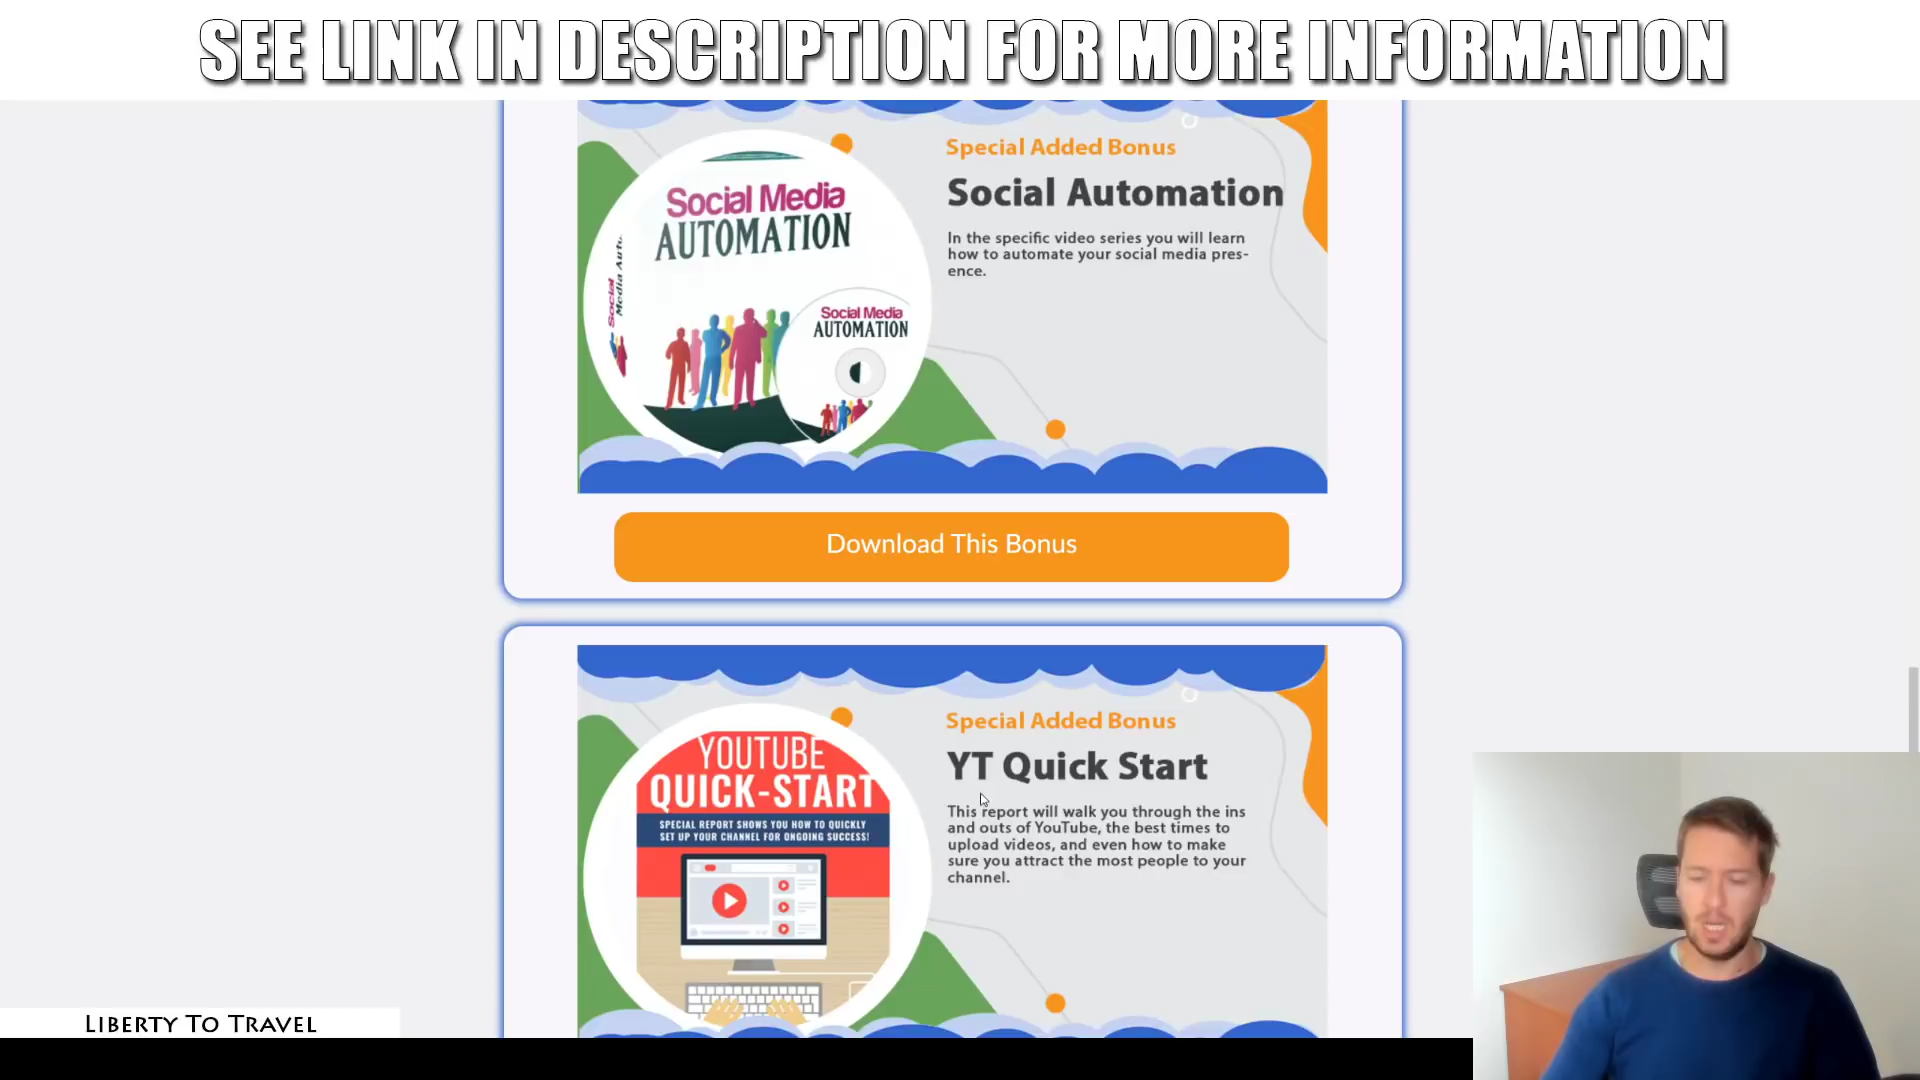 SEE LINK IN DESCRIPTION FOR MORE INFORMATION
Special Added Bonus
Social Automation
In the specific video series you will learn
how to automate your social media pres-
ence.
Social Media
AUTOMATION
Social
Media Auto
Social Media
AUTOMATION
Download This Bonus
Special Added Bonus
YT Quick Start
This report will walk you through the ins
and outs of YouTube, the best times to
upload videos, and even how to make
sure you attract the most people to your
channel.
YOUTUBE
QUICK-START
SPECIAL REPORT SHOWS YOU HOW TO QUICKLY
SET UP YOUR CHANNEL FOR ONGOING SUCCESS!
LIBERTY TO TRAVEL